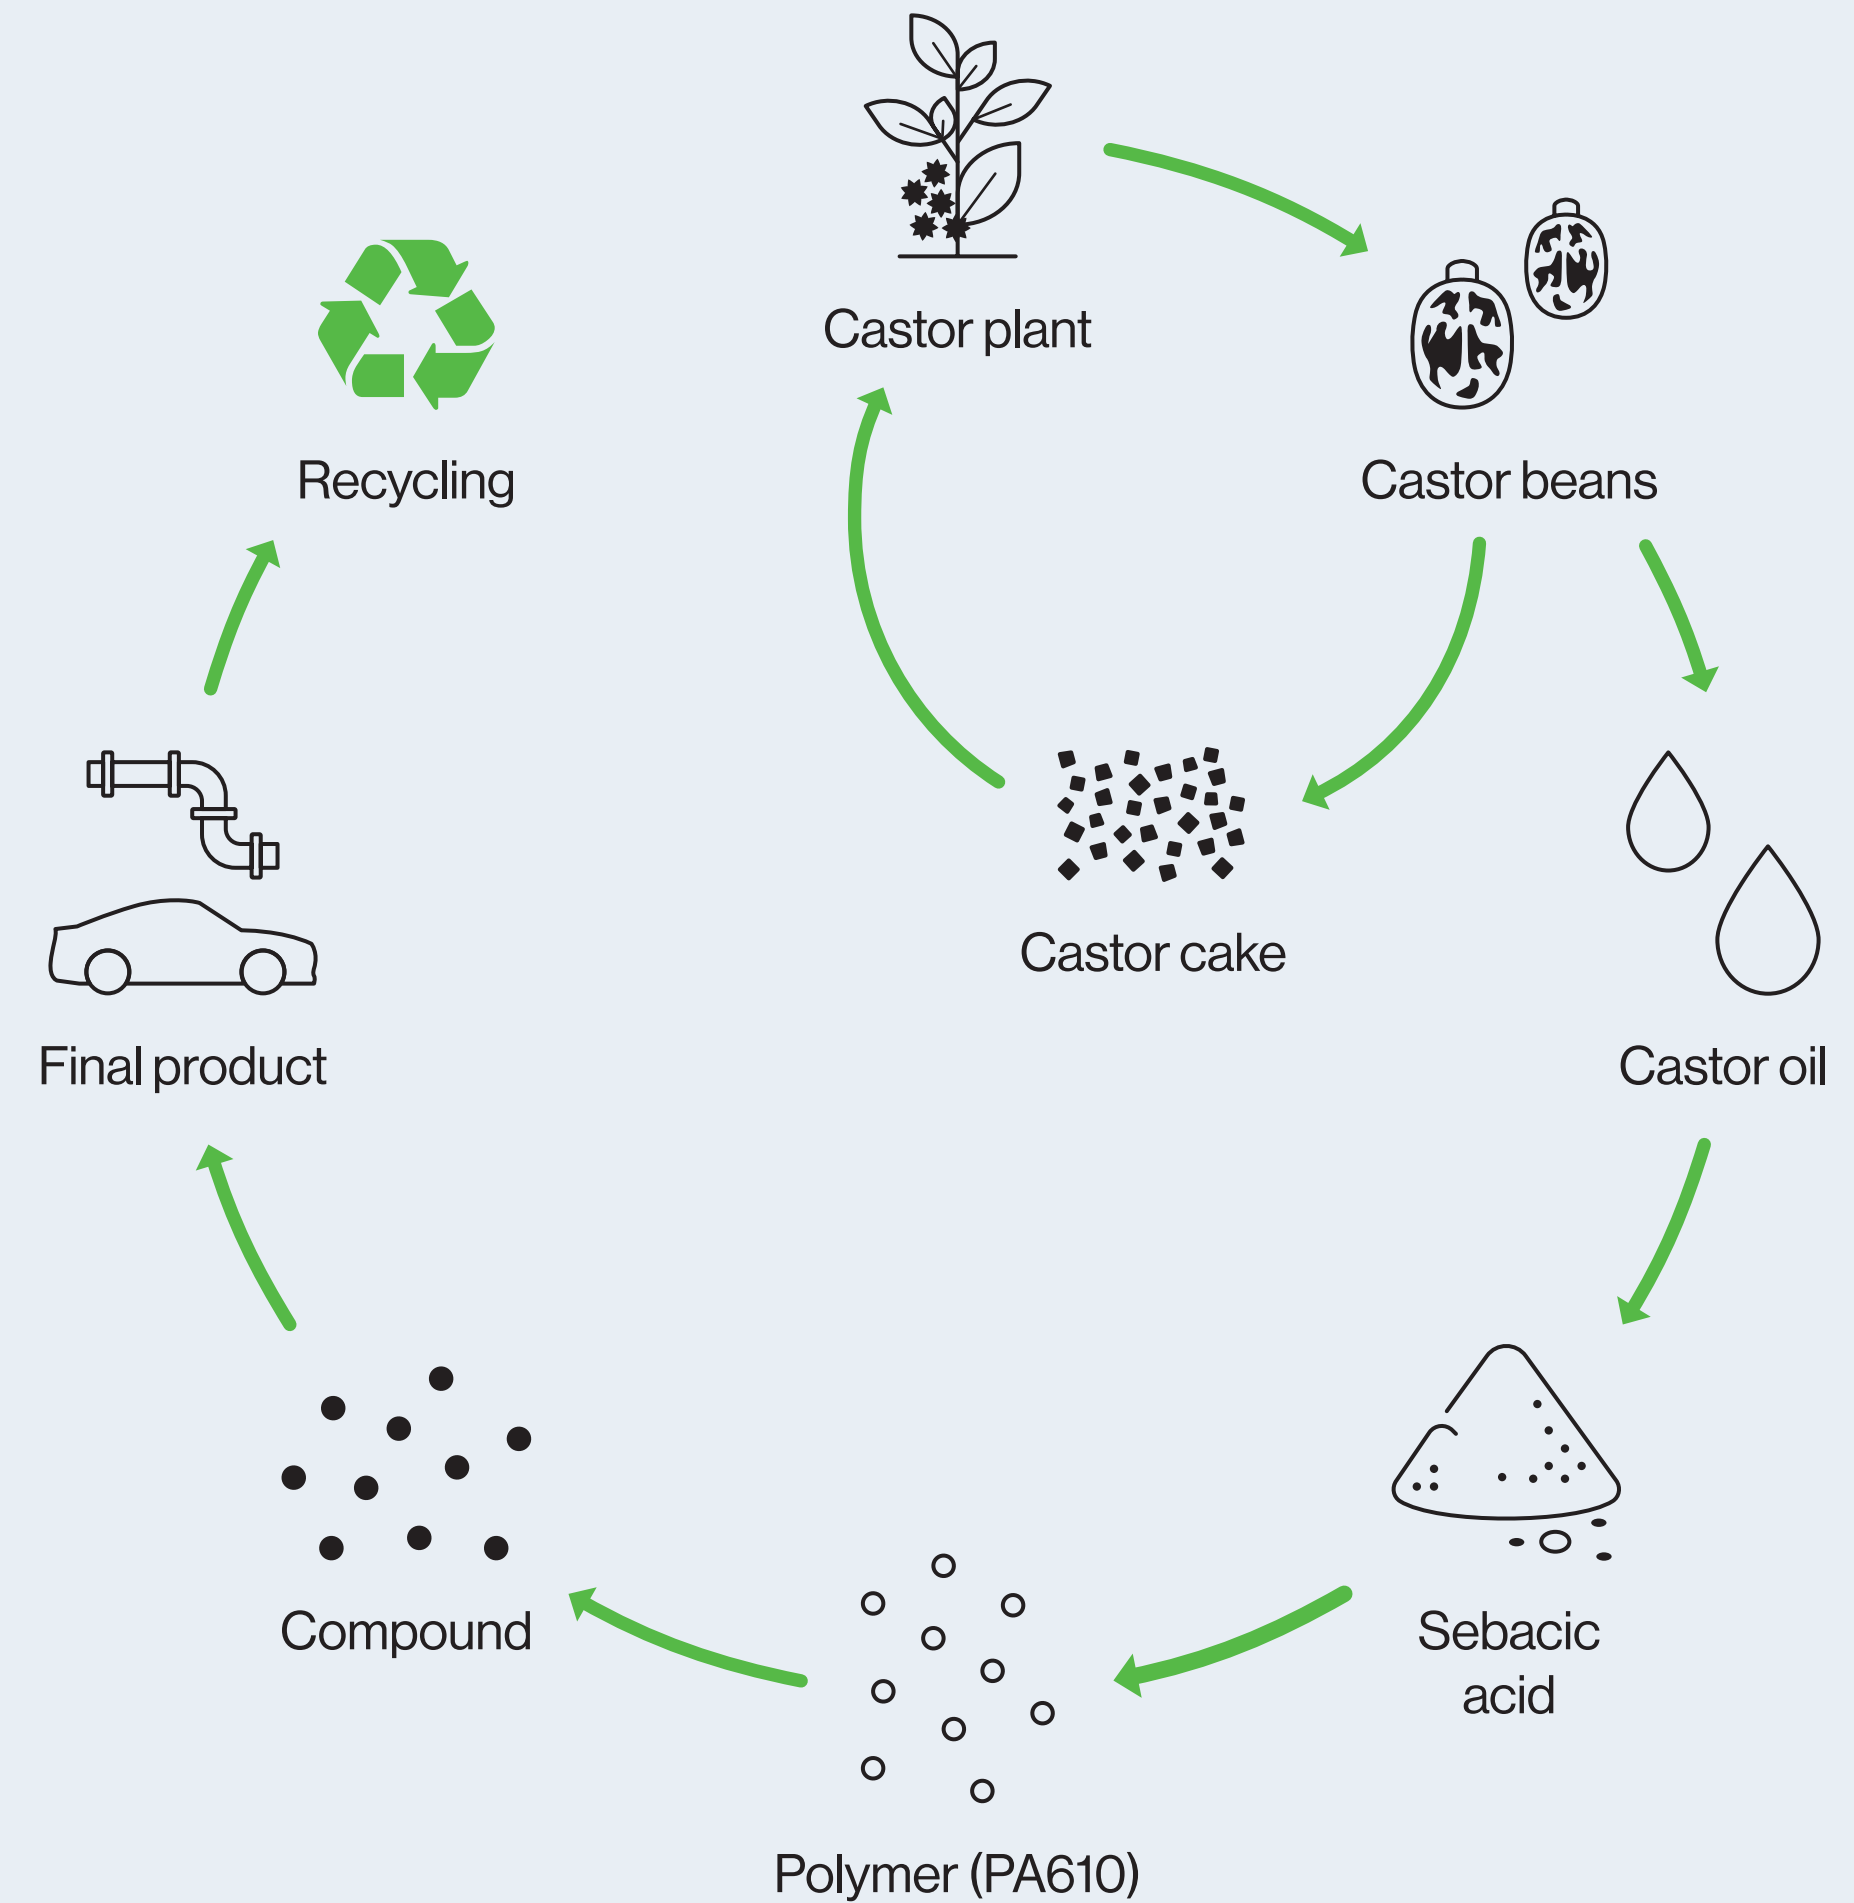 Castor plant
Recycling
Castor beans
Castor cake
Final product
Castor oil
Compound
Sebacic
acid
Polymer (PA610)